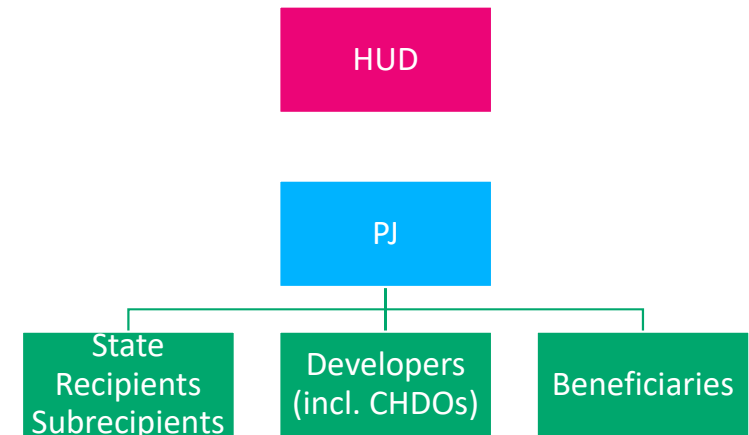 HUD
PJ
State
Recipients
Subrecipients
Developers
(incl. CHDOs)
Beneficiaries